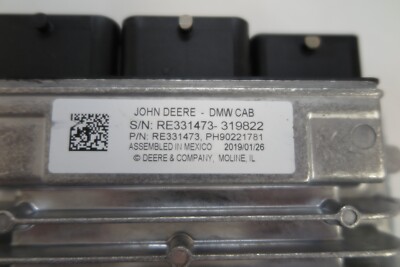 JOHN DEERE - DMW CAB
S/N: RE331473- 319822
P/N: RE331473, PH90221781
ASSEMBLED IN MEXICO 2019/01/26
© DEERE & COMPANY, MOLINE, IL